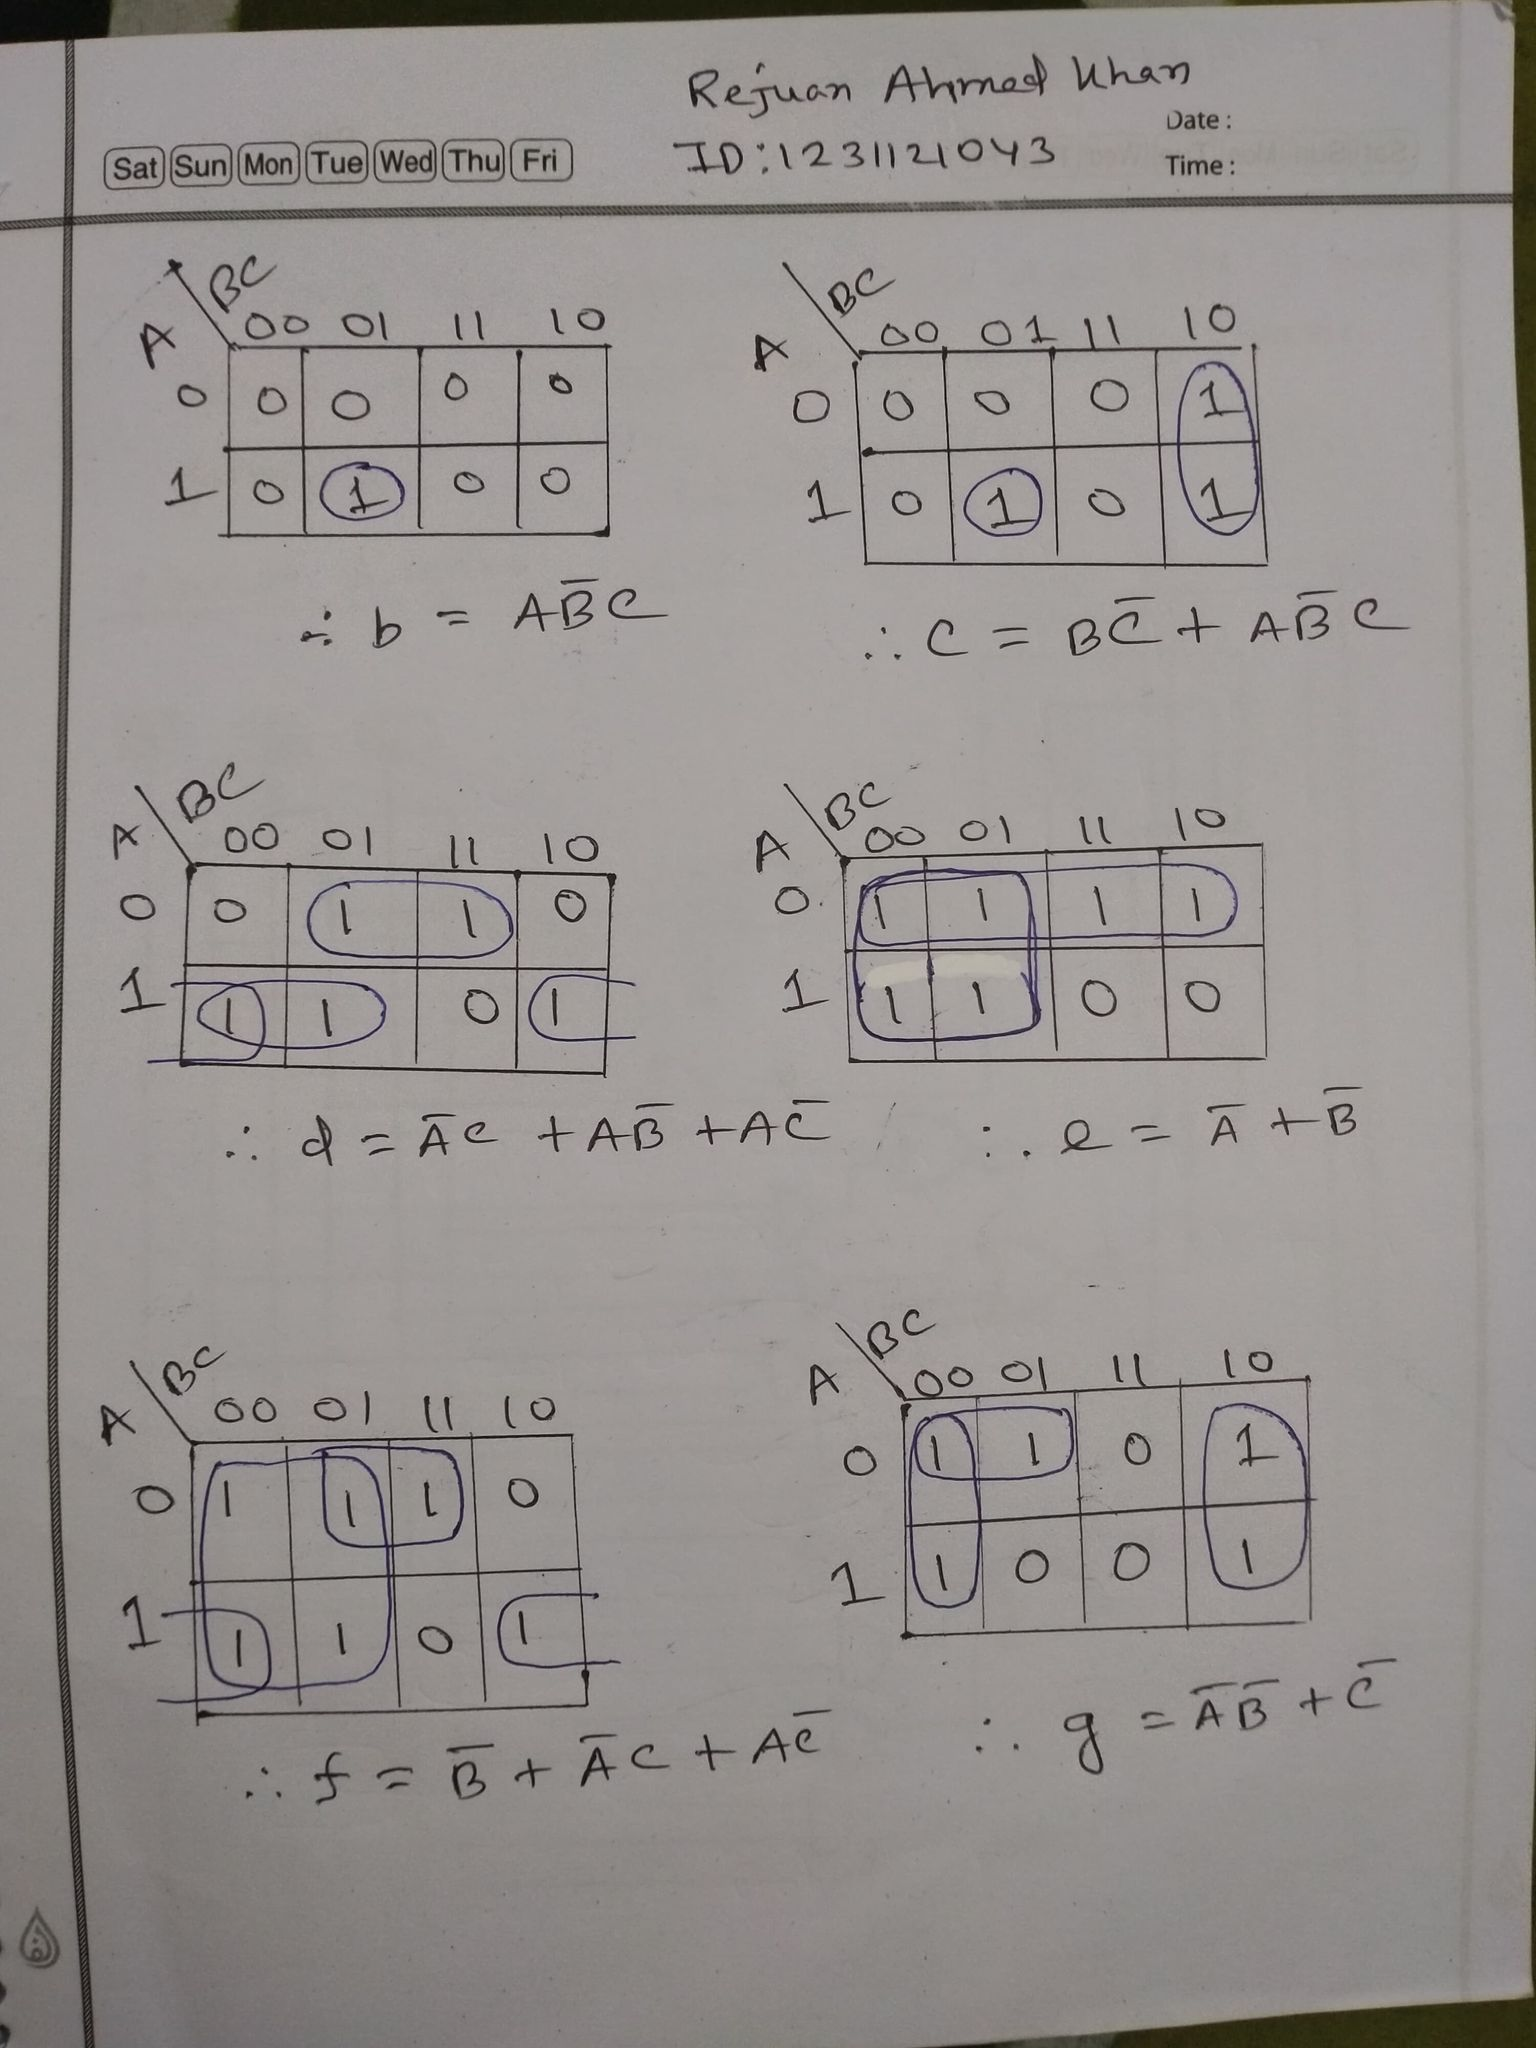 Rejuan Ahmed Khan
Date :
Sat Sun Mon Tue Wed Thu Fri
ID:1231121043
Time :
A \ BC 00 01 11 10
0 0 0 0 0
1 0 1 0 0
∴ b = AB̅C
A \ BC 00 01 11 10
0 0 0 0 1
1 0 1 0 1
∴ C = BC̅ + AB̅C
A \ BC 00 01 11 10
0 0 1 1 0
1 1 1 0 1
∴ d = A̅C + AB̅ + AC̅
A \ BC 00 01 11 10
0 1 1 1 1
1 1 1 0 0
∴ e = A̅ + B̅
A \ BC 00 01 11 10
0 1 1 1 0
1 1 1 0 1
∴ f = B̅ + A̅C + AC̅
A \ BC 00 01 11 10
0 1 1 0 1
1 1 0 0 1
∴ g = A̅B̅ + C̅